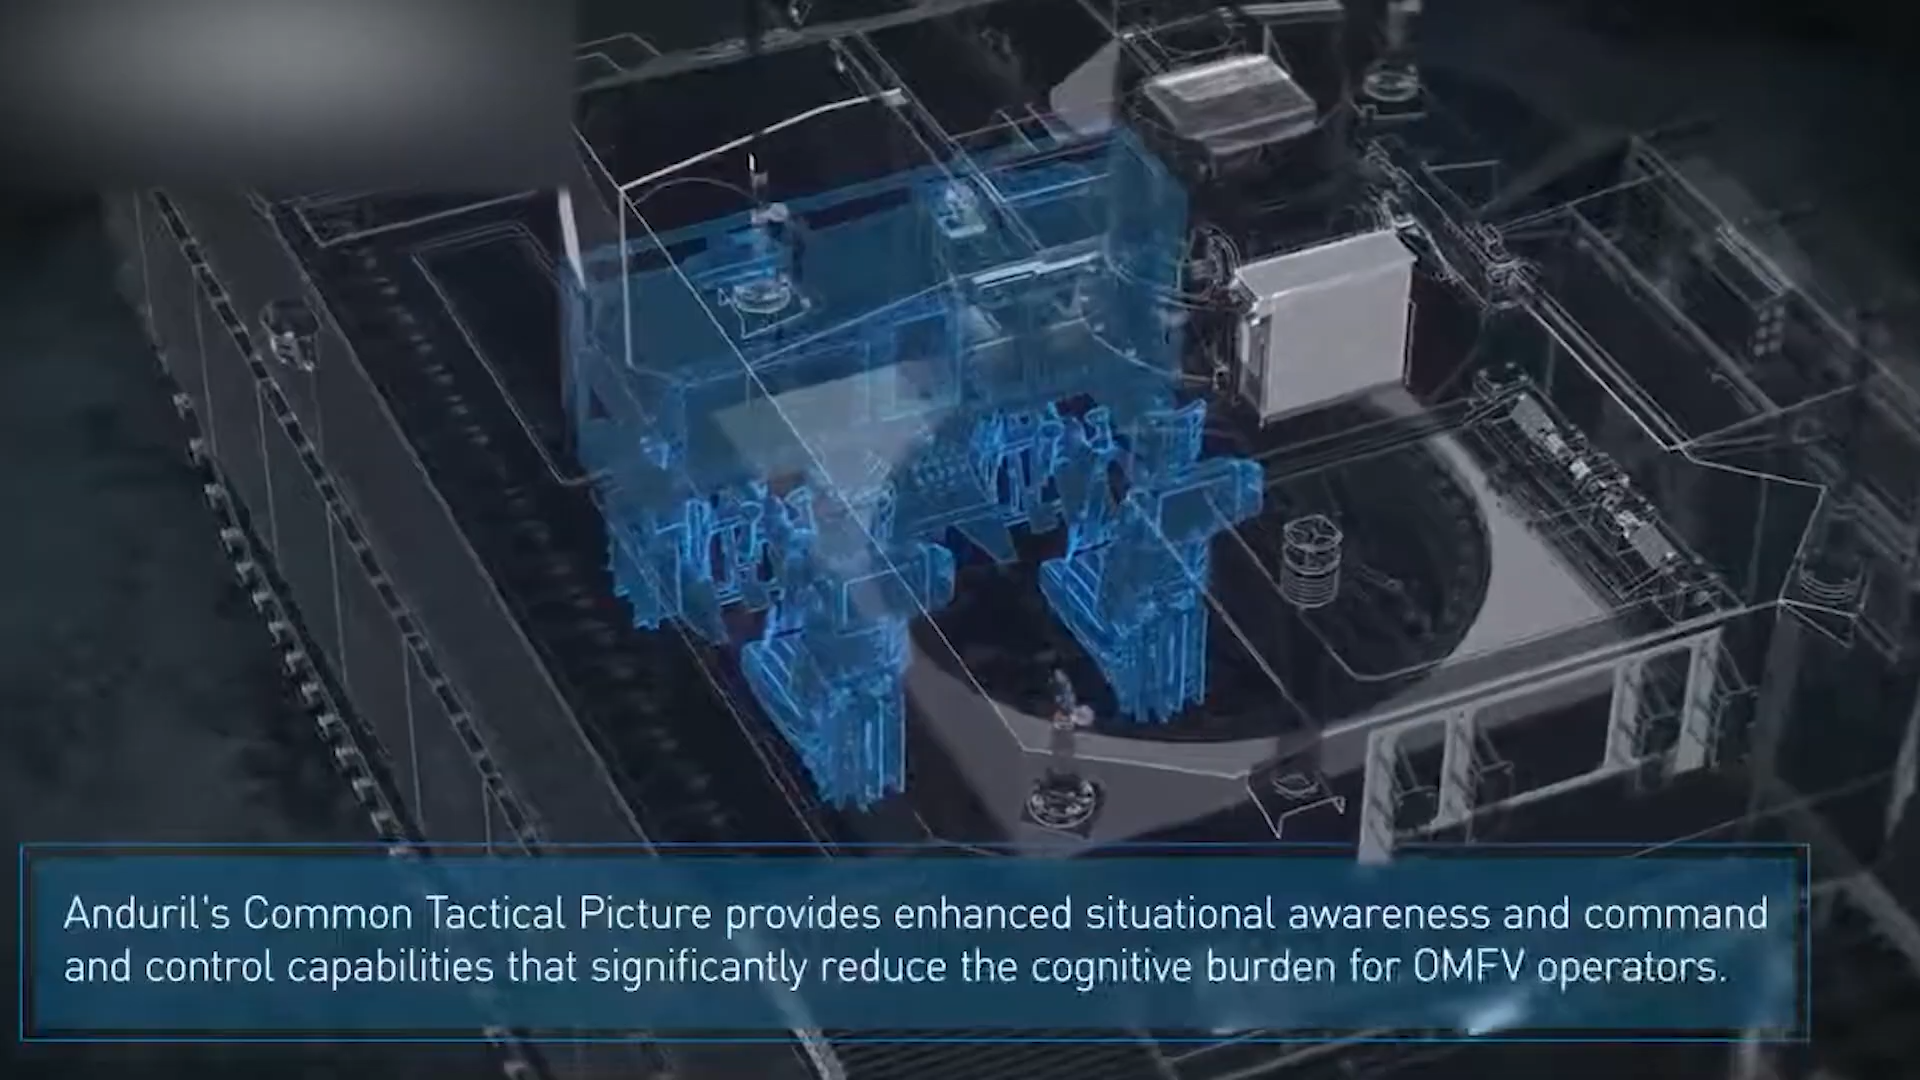 Anduril's Common Tactical Picture provides enhanced situational awareness and command
and control capabilities that significantly reduce the cognitive burden for OMFV operators.